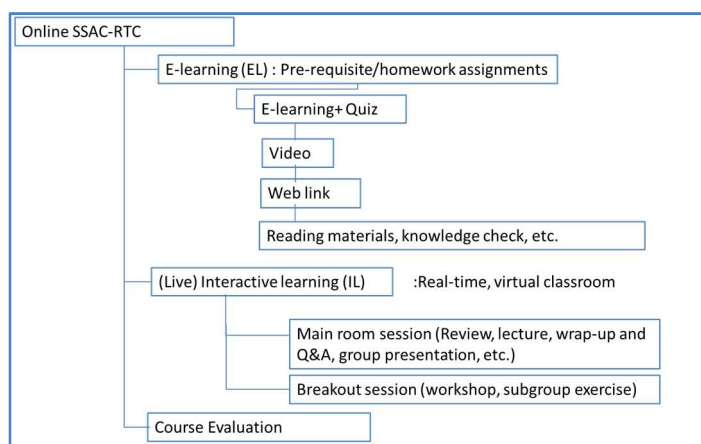 Online SSAC-RTC
E-learning (EL) : Pre-requisite/homework assignments
E-learning+ Quiz
Video
Web link
Reading materials, knowledge check, etc.
(Live) Interactive learning (IL) :Real-time, virtual classroom
Main room session (Review, lecture, wrap-up and
Q&A, group presentation, etc.)
Breakout session (workshop, subgroup exercise)
Course Evaluation